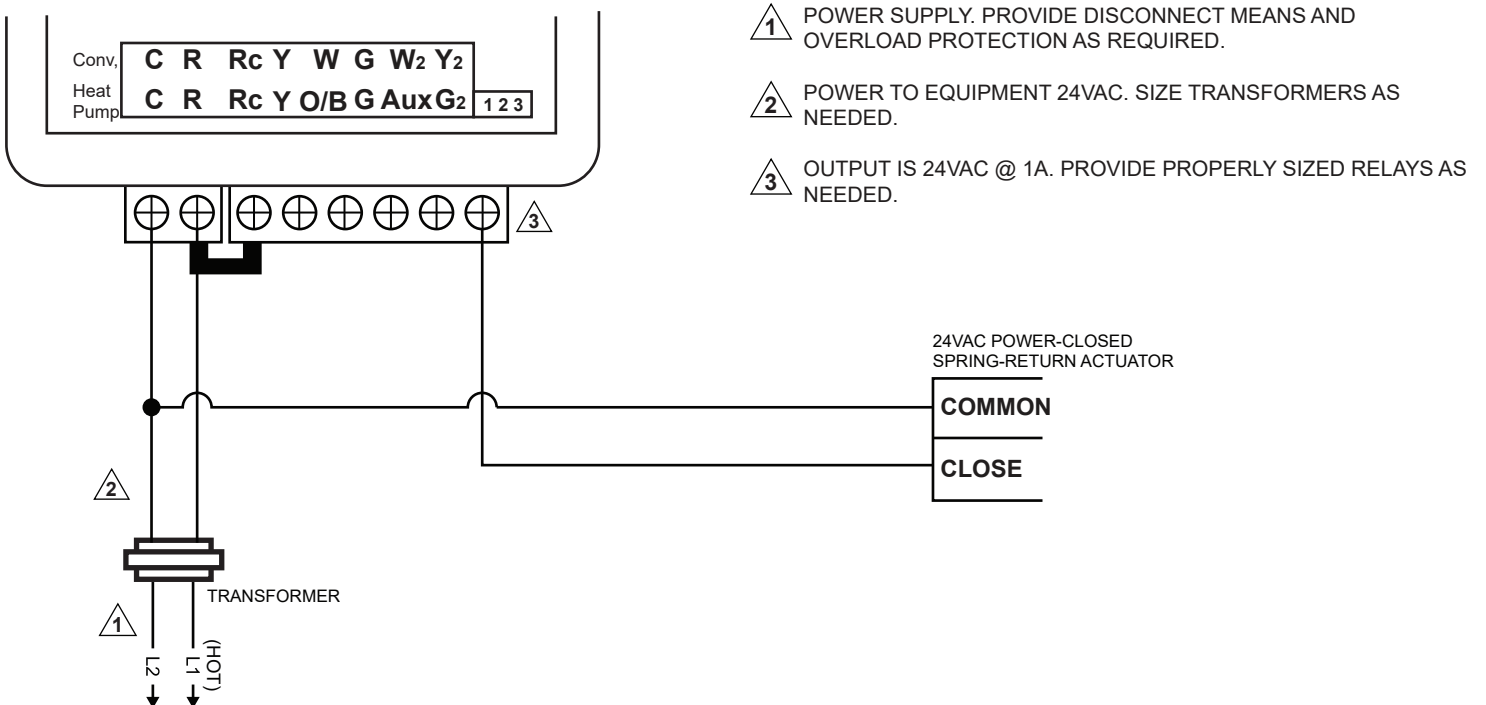 Conv, C R Rc Y W G W2 Y2
Heat Pump C R Rc Y O/B G Aux G2 1 2 3
1 POWER SUPPLY. PROVIDE DISCONNECT MEANS AND
OVERLOAD PROTECTION AS REQUIRED.
2 POWER TO EQUIPMENT 24VAC. SIZE TRANSFORMERS AS
NEEDED.
3 OUTPUT IS 24VAC @ 1A. PROVIDE PROPERLY SIZED RELAYS AS
NEEDED.
3
24VAC POWER-CLOSED
SPRING-RETURN ACTUATOR
COMMON
CLOSE
2
TRANSFORMER
1
L2
L1
(HOT)